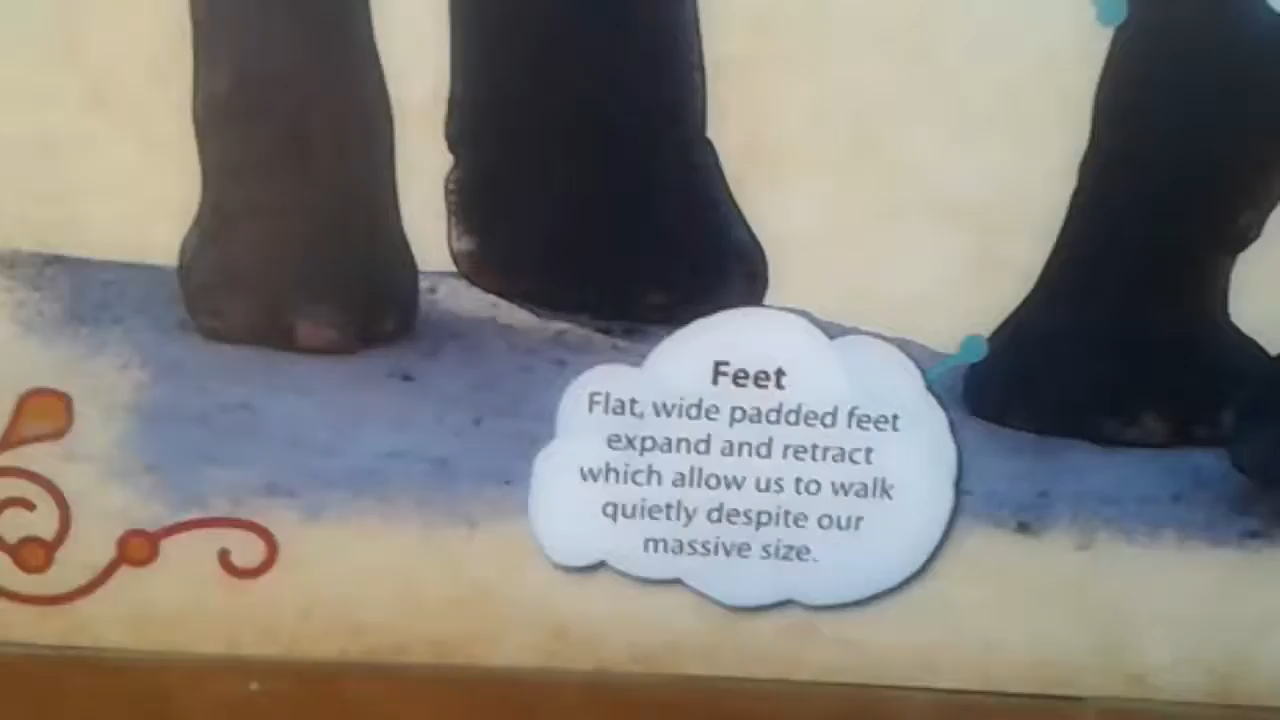 Feet
Flat, wide padded feet
expand and retract
which allow us to walk
quietly despite our
massive size.